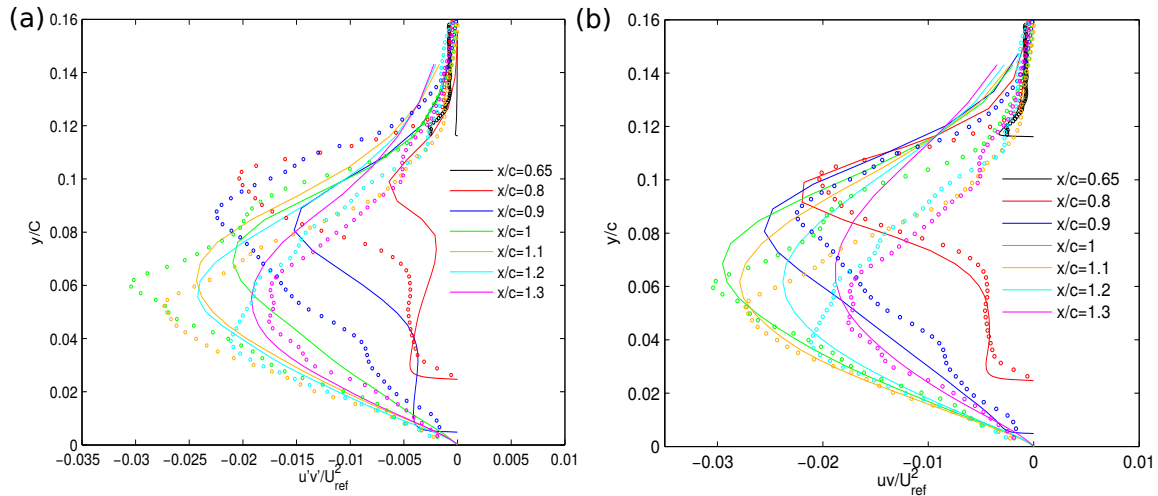 (a)
0.16
0.14
0.12
0.1
0.08
0.06
0.04
0.02
0
y/C
−0.035 −0.03 −0.025 −0.02 −0.015 −0.01 −0.005 0 0.005 0.01
u'v'/U²ref
x/c=0.65
x/c=0.8
x/c=0.9
x/c=1
x/c=1.1
x/c=1.2
x/c=1.3
(b)
0.16
0.14
0.12
0.1
0.08
0.06
0.04
0.02
0
y/c
−0.03 −0.02 −0.01 0 0.01
uv/U²ref
x/c=0.65
x/c=0.8
x/c=0.9
x/c=1
x/c=1.1
x/c=1.2
x/c=1.3